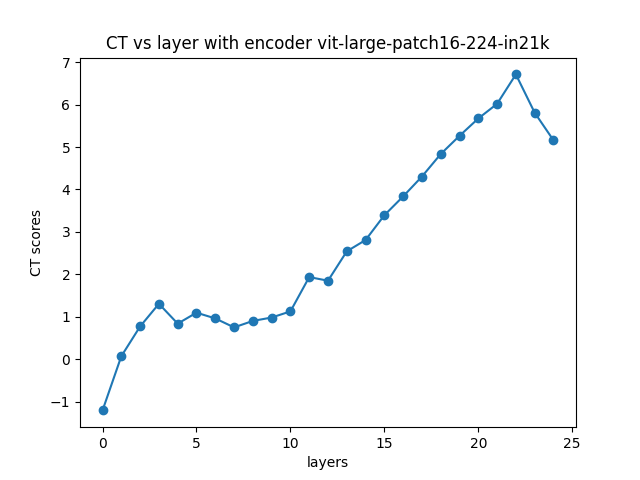 CT vs layer with encoder vit-large-patch16-224-in21k
7
6
5
4
3
2
1
0
−1
CT scores
0 5 10 15 20 25
layers